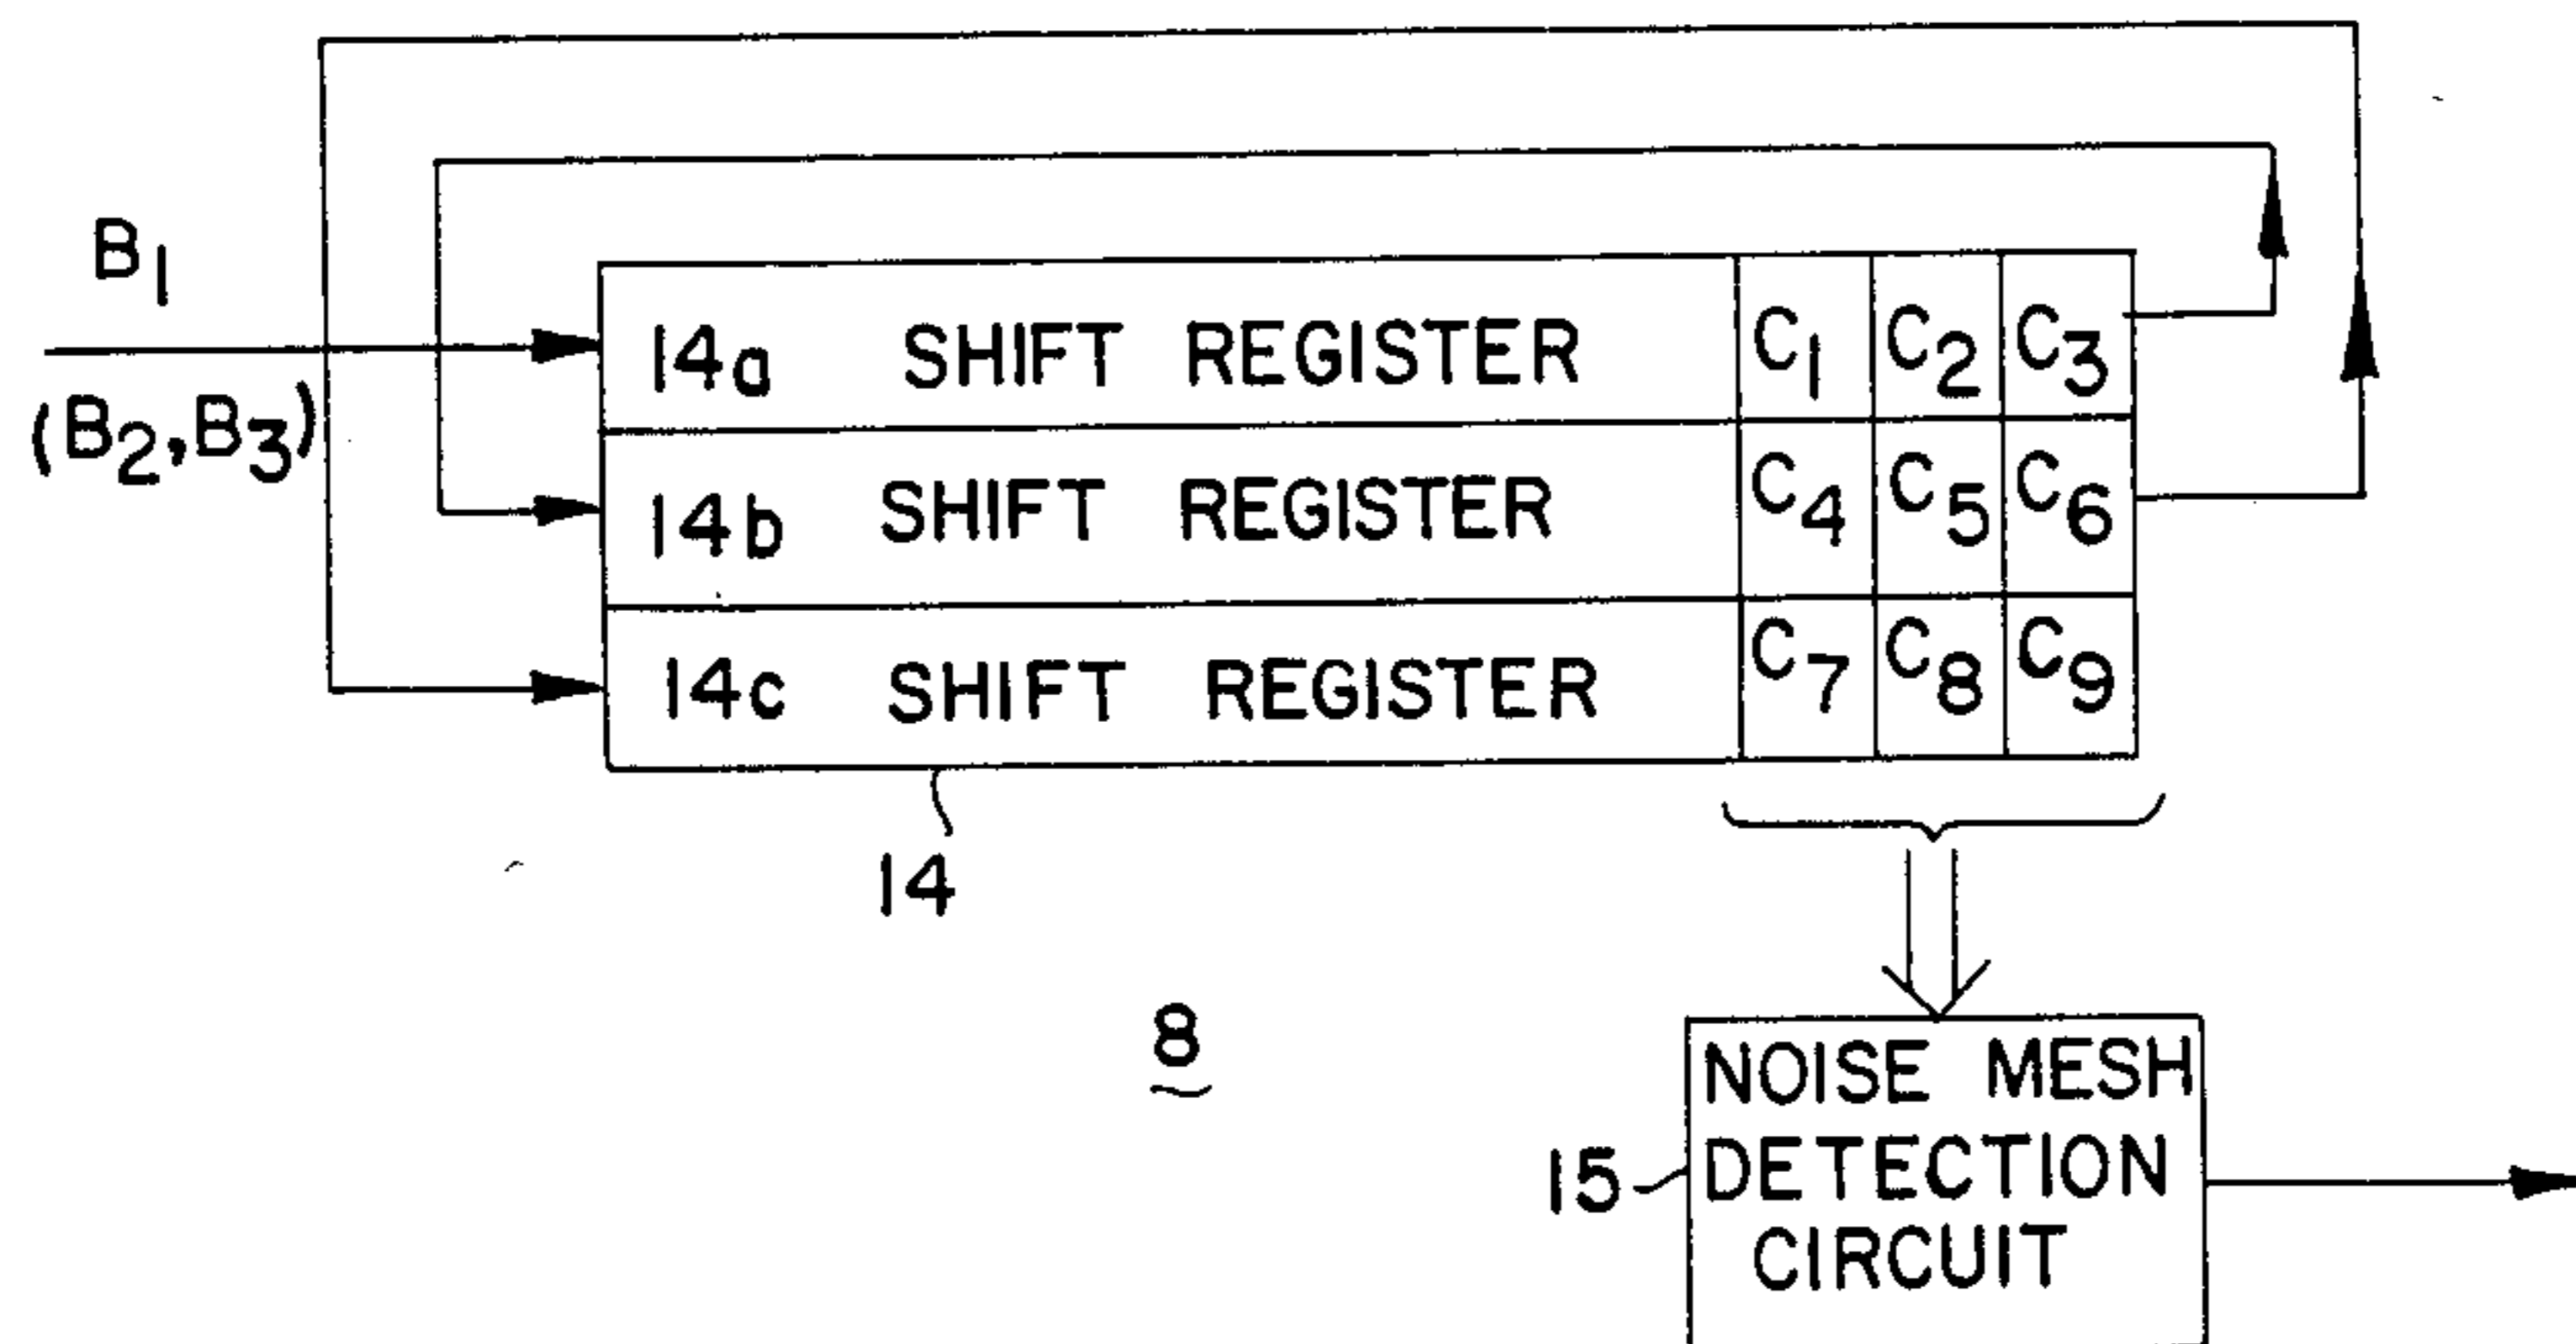 B₁
(B₂,B₃)
14a SHIFT REGISTER C₁ C₂ C₃
14b SHIFT REGISTER C₄ C₅ C₆
14c SHIFT REGISTER C₇ C₈ C₉
14
8
15
NOISE MESH
DETECTION
CIRCUIT